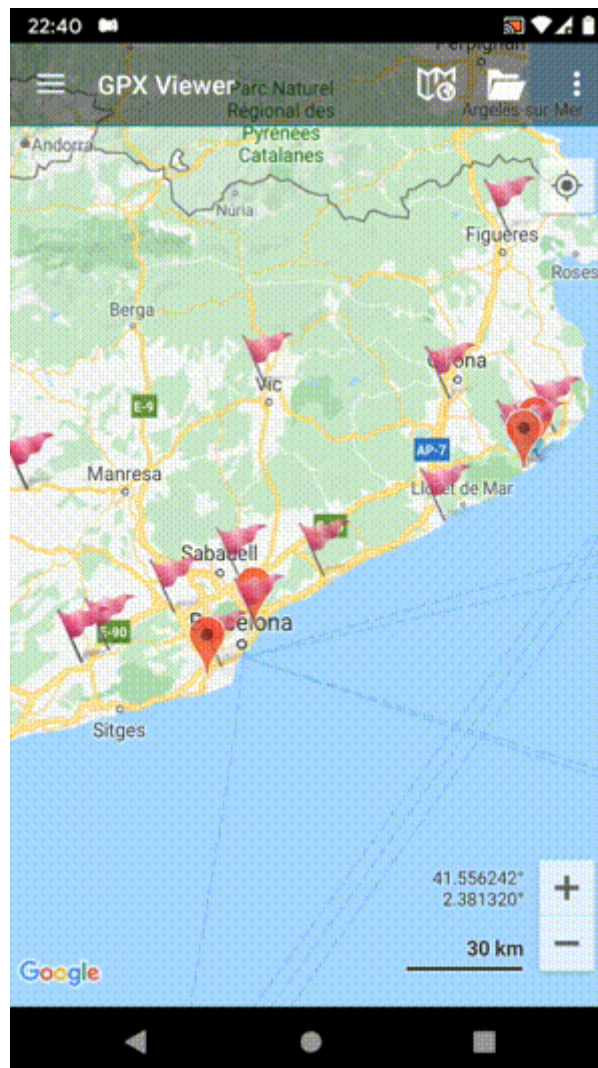 22:40
Perpignan
GPX Viewer
Parc Naturel
Régional des
Pyrénées
Catalanes
Argelès-sur-Mer
Andorra
Núria
Figueres
Roses
Berga
Vic
E-9
Manresa
AP-7
Lloret de Mar
Sabadell
E-90
Barcelona
Sitges
41.556242°
2.381320°
30 km
Google